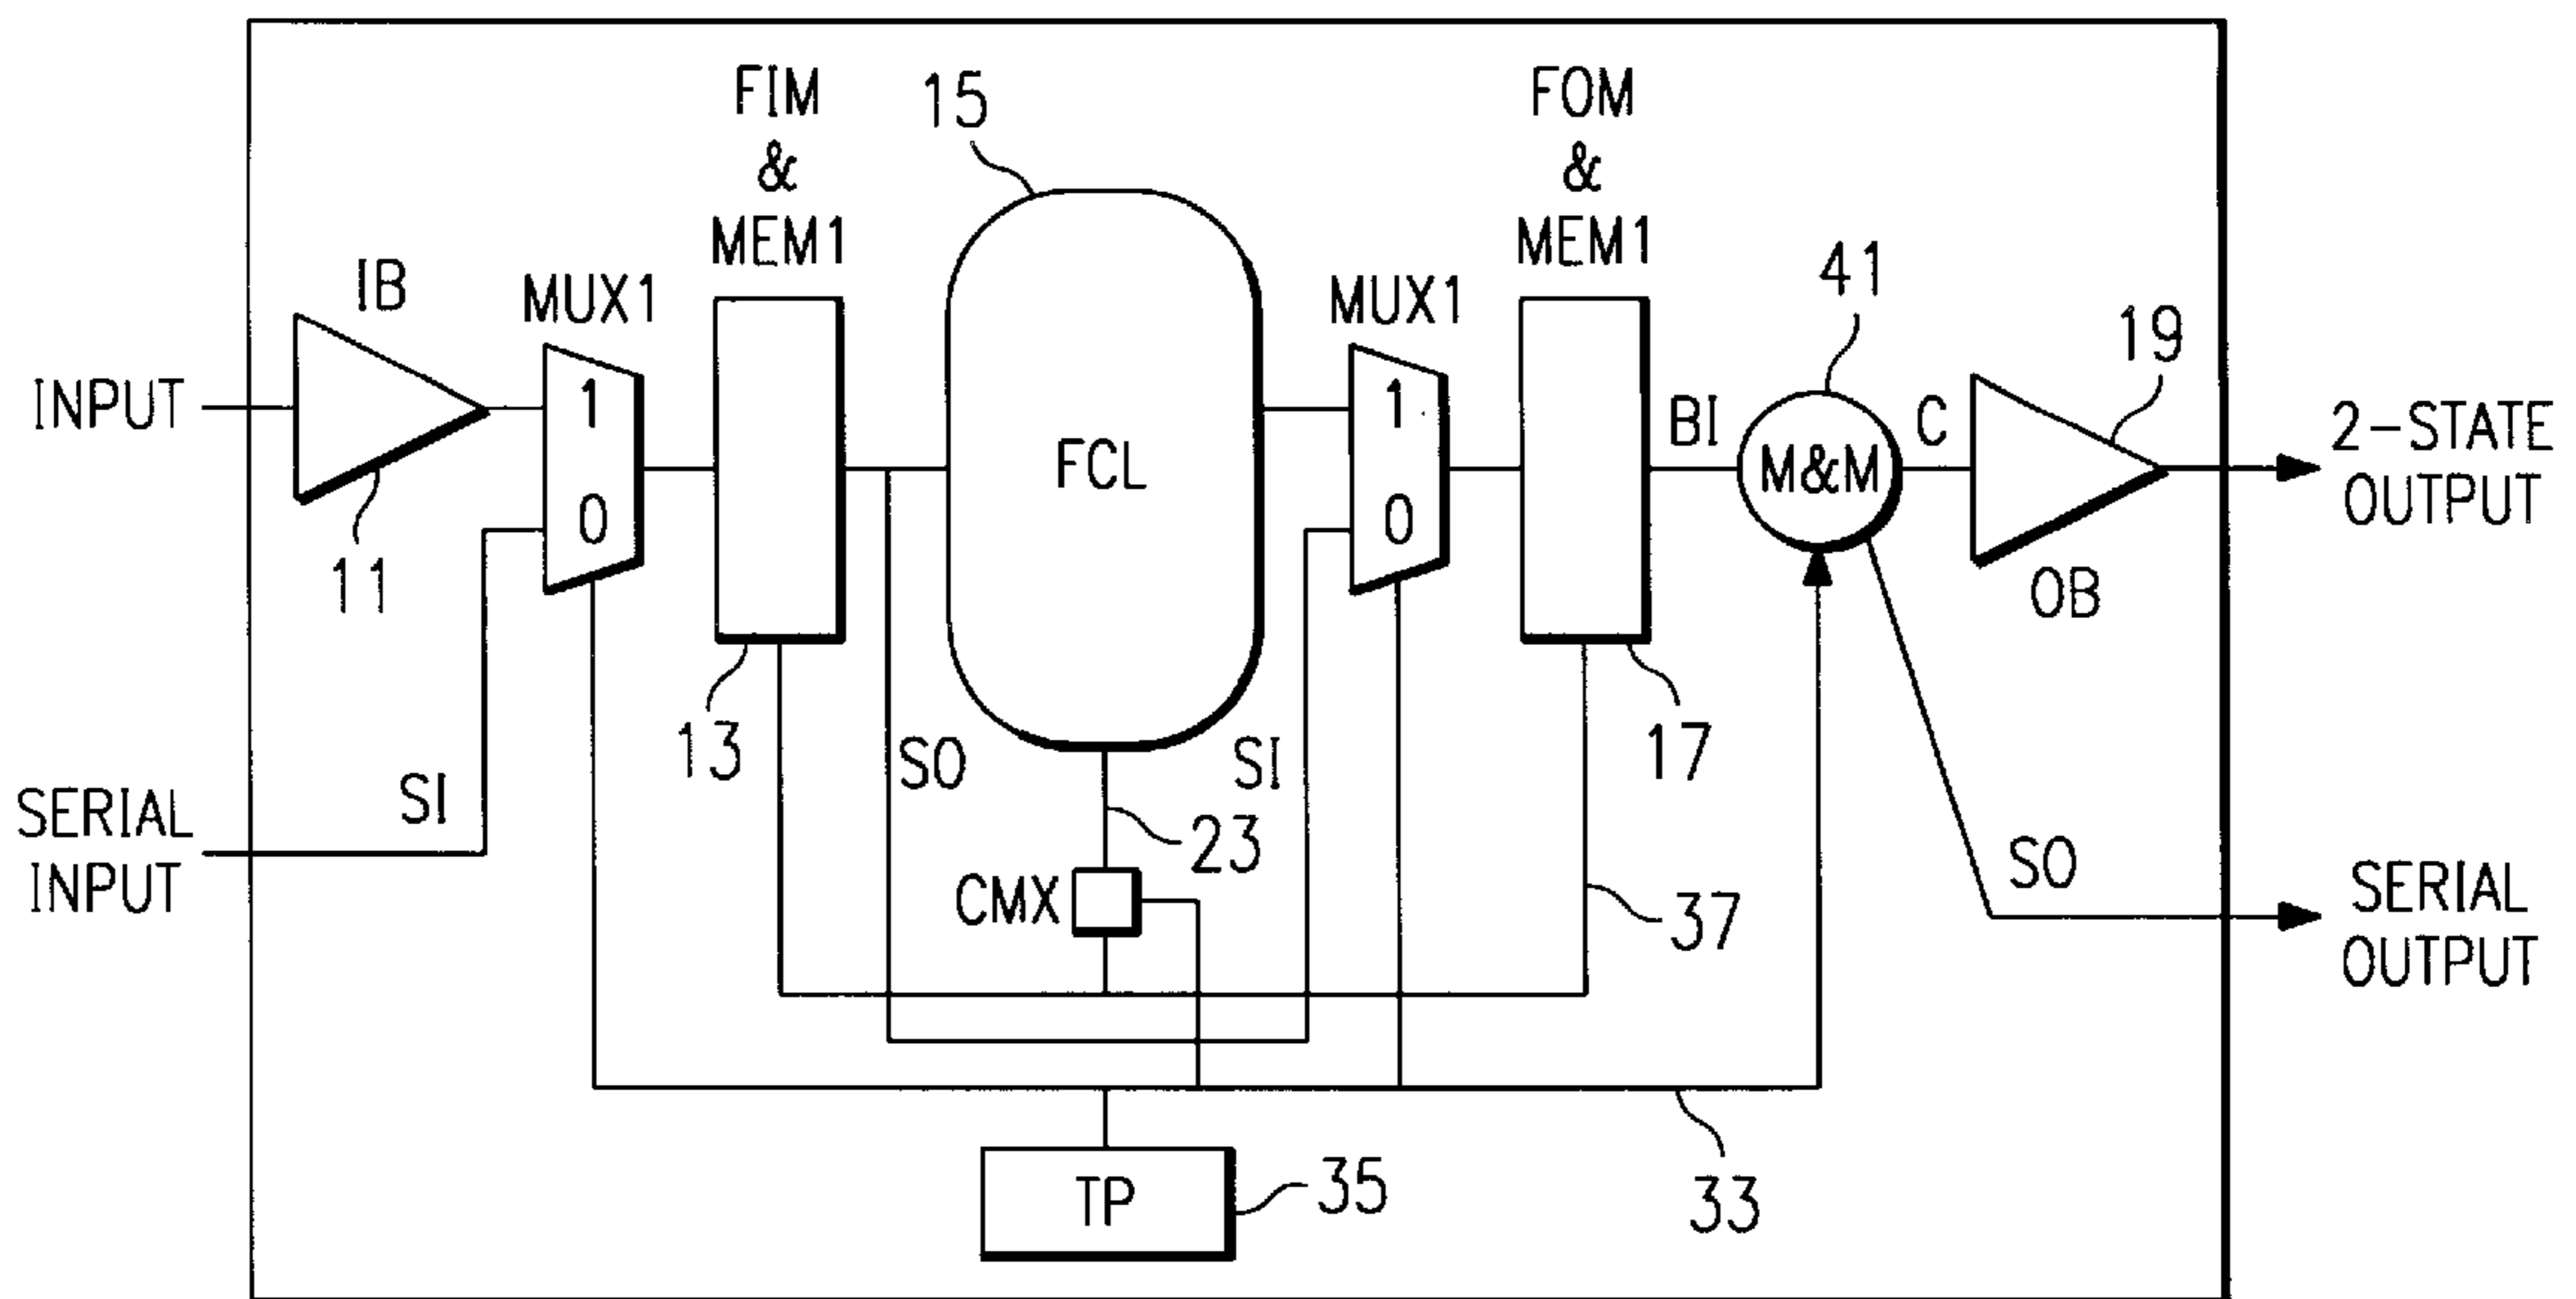 FIM
&
MEM1
15
FOM
&
MEM1
IB
MUX1
MUX1
41
19
INPUT
1
0
FCL
1
0
BI
M&M
C
2-STATE
OUTPUT
11
OB
13
SO
SI
17
SI
SERIAL
INPUT
23
CMX
37
SO
SERIAL
OUTPUT
TP
35
33